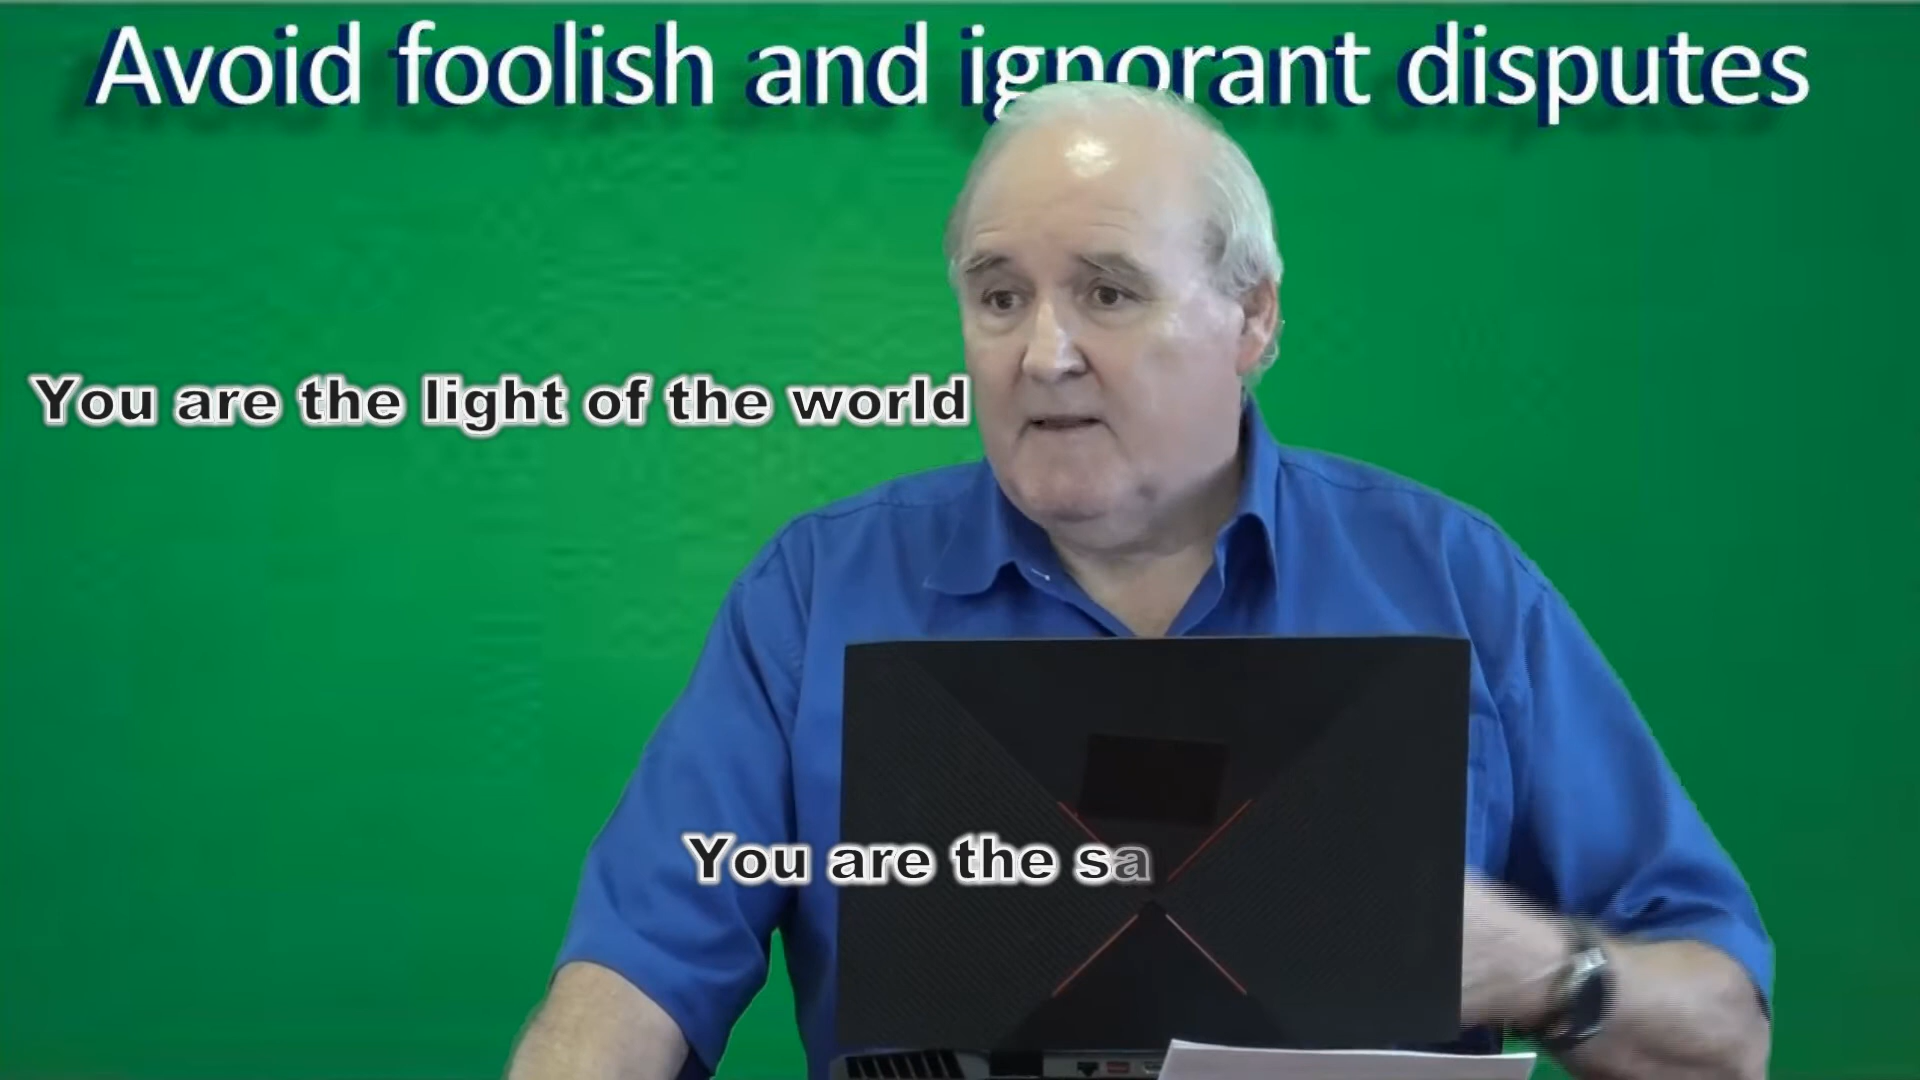 Avoid foolish and ignorant disputes
You are the light of the world
You are the sa